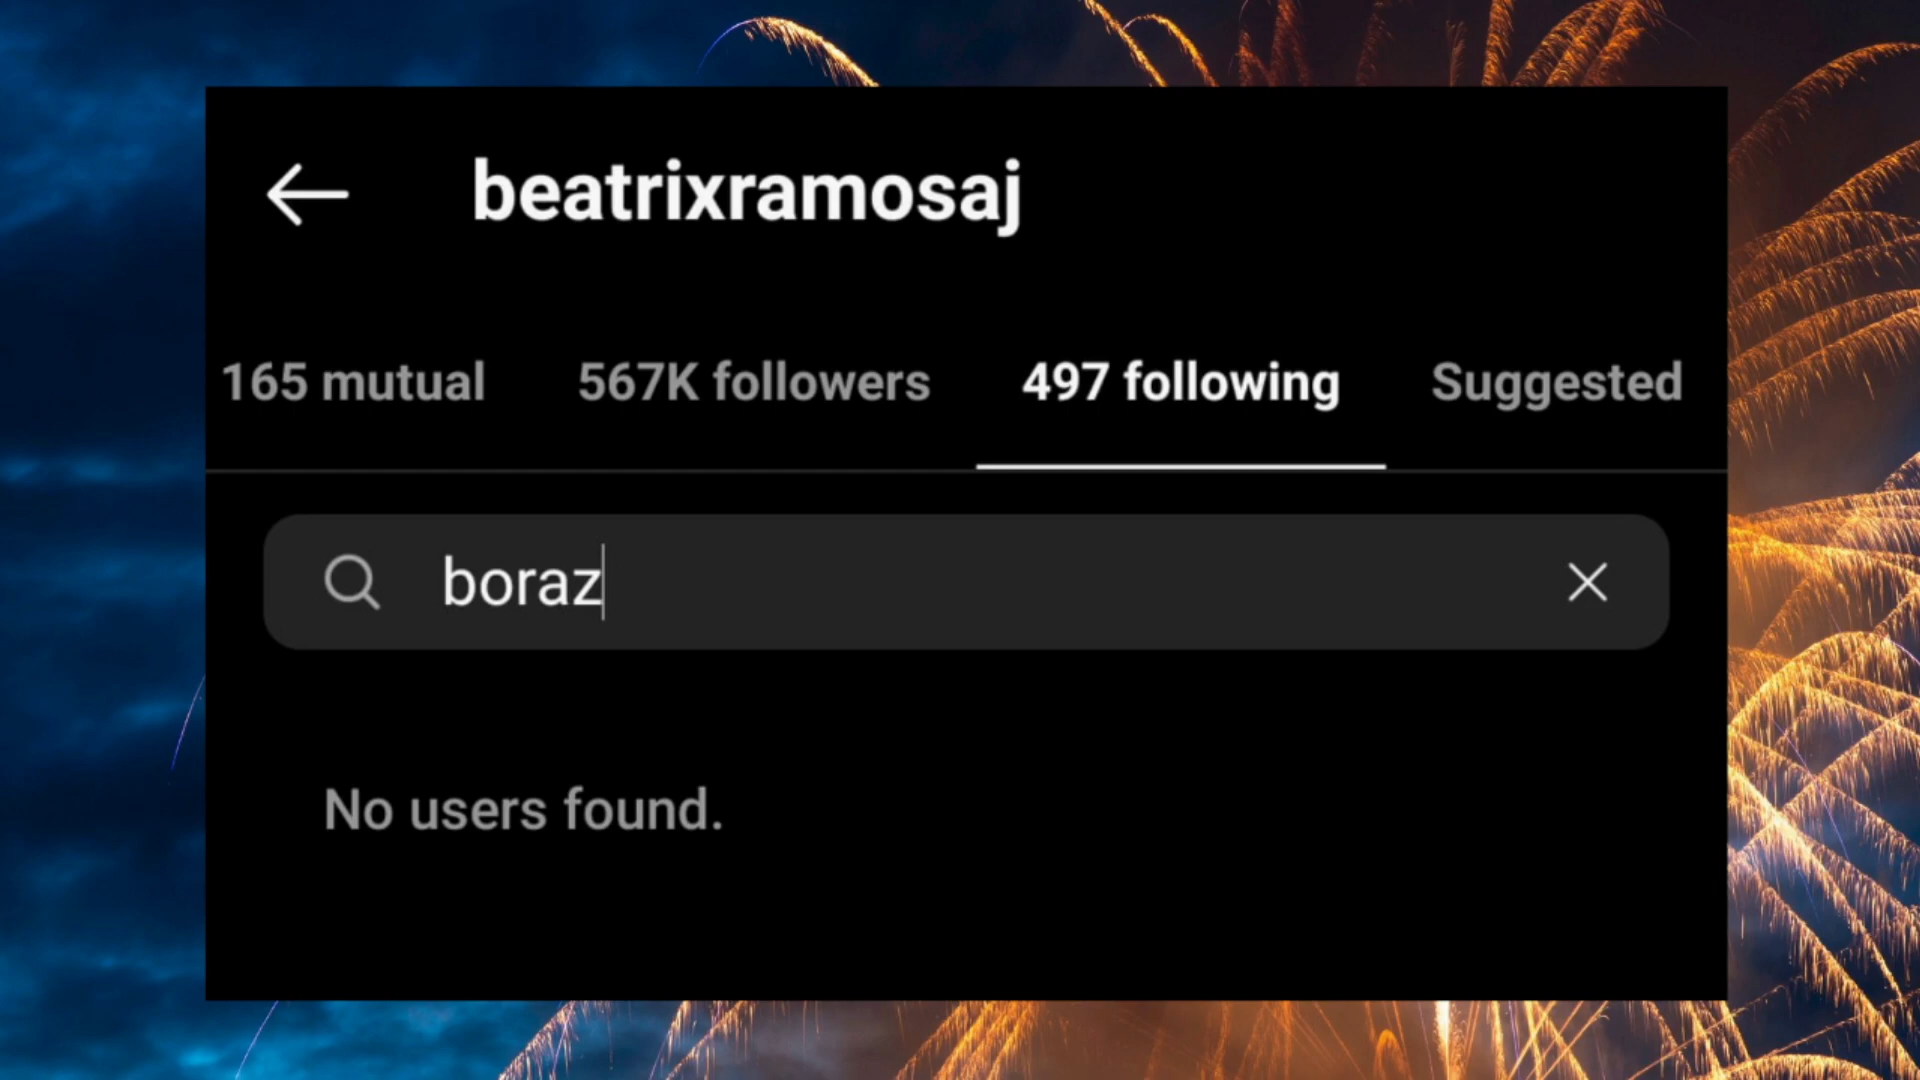 beatrixramosaj
165 mutual 567K followers 497 following Suggested
boraz
No users found.